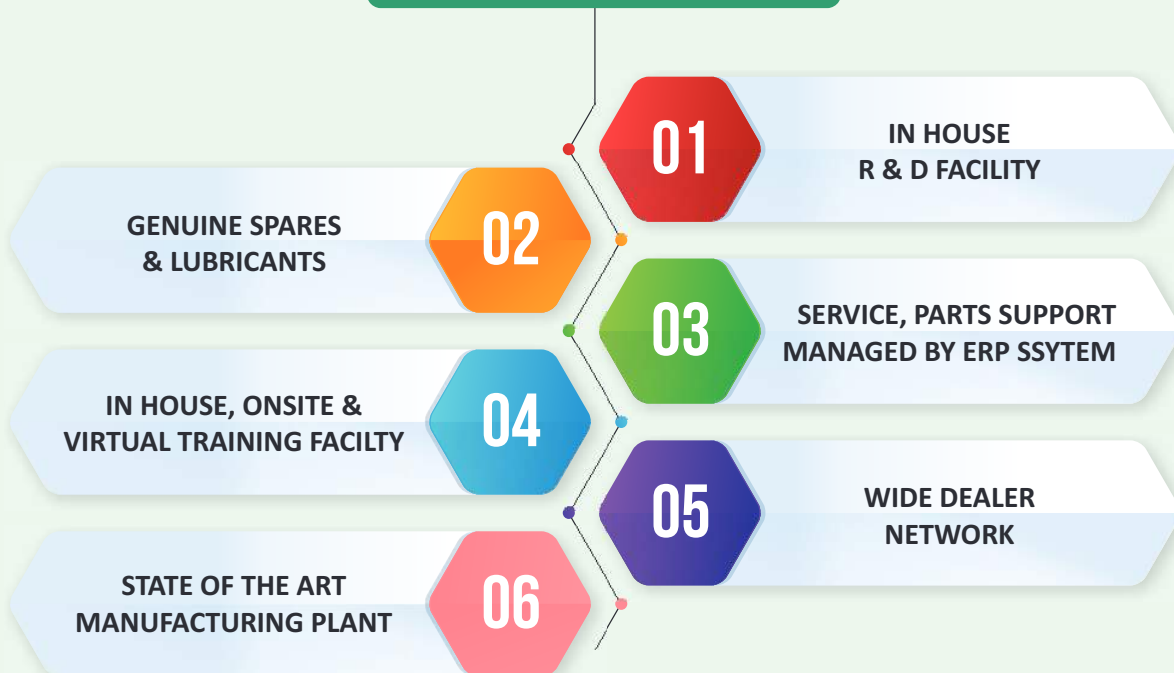 01
IN HOUSE
R & D FACILITY
02
GENUINE SPARES
& LUBRICANTS
03
SERVICE, PARTS SUPPORT
MANAGED BY ERP SSYTEM
04
IN HOUSE, ONSITE &
VIRTUAL TRAINING FACILTY
05
WIDE DEALER
NETWORK
06
STATE OF THE ART
MANUFACTURING PLANT